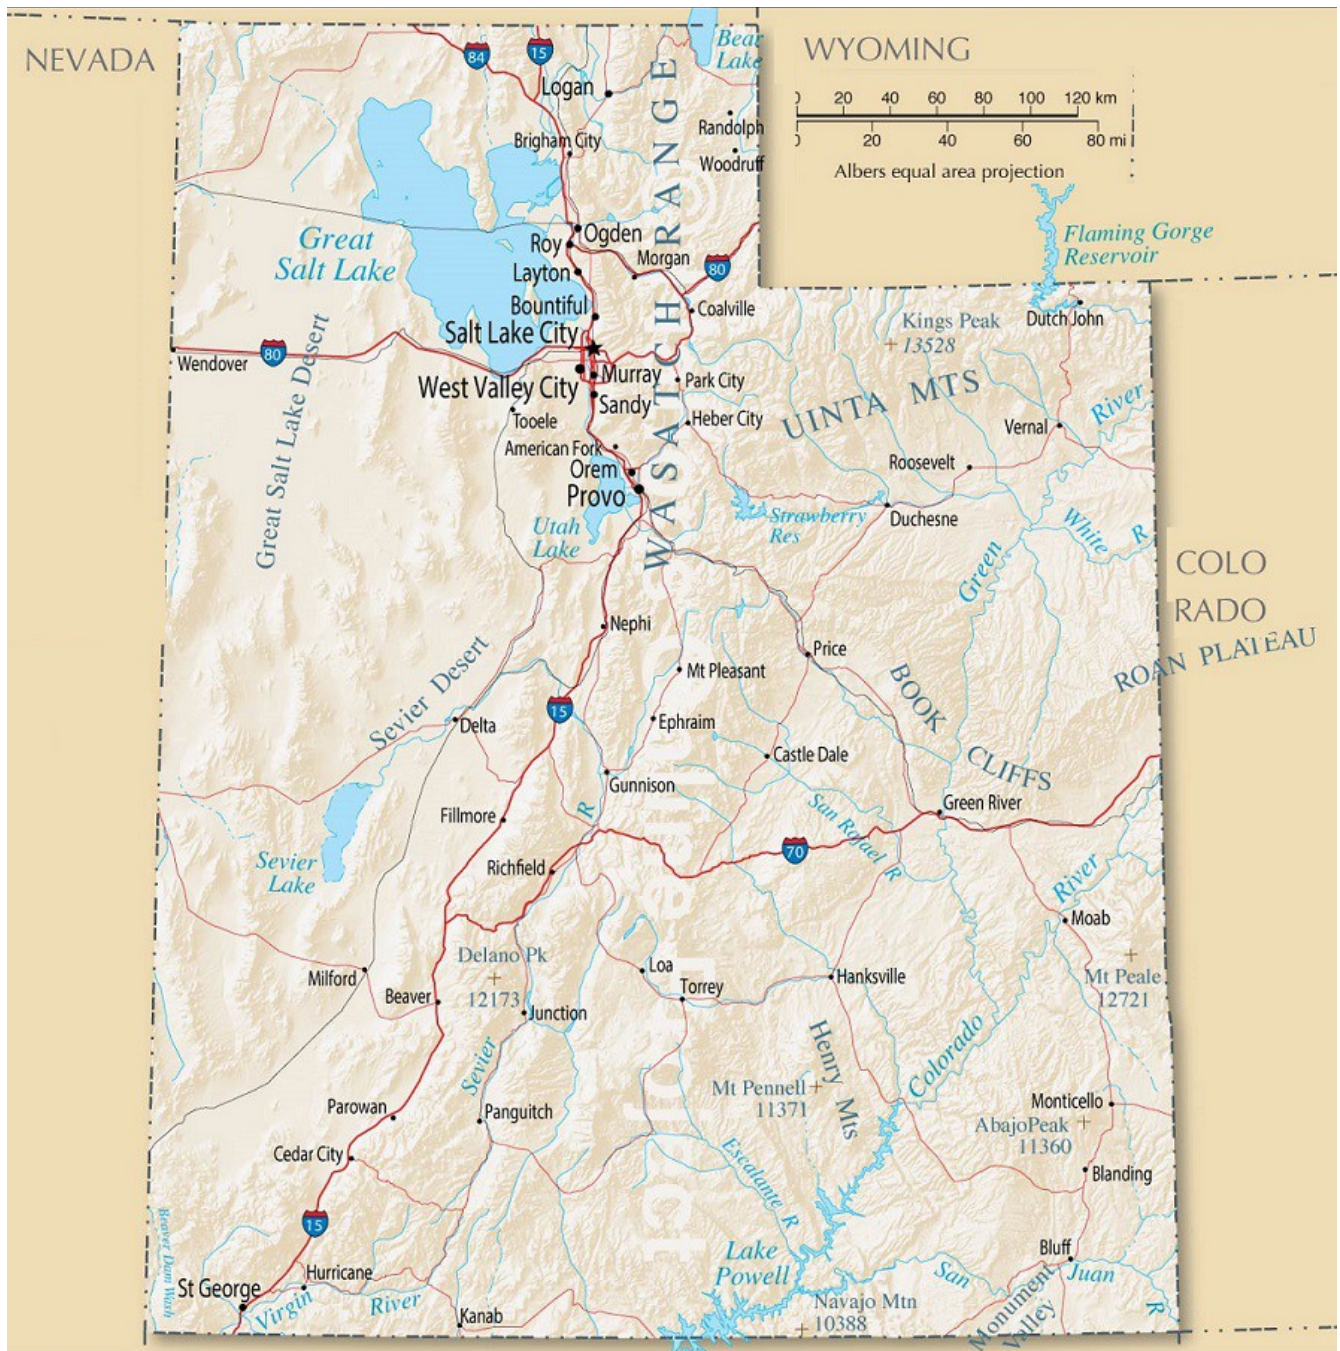 NEVADA
WYOMING
84
15
Bear
Lake
Logan
0 20 40 60 80 100 120 km
0 20 40 60 80 mi
Albers equal area projection
Randolph
Woodruff
Brigham City
WASATCH RANGE
Great
Salt Lake
Ogden
Roy
Morgan
Layton
80
Flaming Gorge
Reservoir
Bountiful
Coalville
Salt Lake City
Kings Peak
13528
Dutch John
Wendover
80
Great Salt Lake Desert
West Valley City
Murray
Park City
Sandy
Tooele
Heber City
UINTA MTS
Vernal
River
American Fork
Orem
Provo
Roosevelt
Utah
Lake
Strawberry
Res
Duchesne
White R
Green
COLO
RADO
ROAN PLATEAU
Nephi
Price
Sevier Desert
Mt Pleasant
BOOK CLIFFS
15
Delta
Ephraim
Castle Dale
Gunnison
Green River
Fillmore
R
San Rafael R
70
Sevier
Lake
Richfield
River
Moab
Delano Pk
12173
Milford
Loa
Hanksville
Mt Peale
12721
Beaver
Torrey
Junction
Henry Mts
Colorado
Sevier
Mt Pennell
11371
Monticello
Parowan
Panguitch
AbajoPeak
11360
Cedar City
Escalante R
Blanding
15
Beaver Dam Wash
Lake
Powell
Bluff
San Juan R
Hurricane
St George
Virgin River
Kanab
Navajo Mtn
10388
Monument
Valley